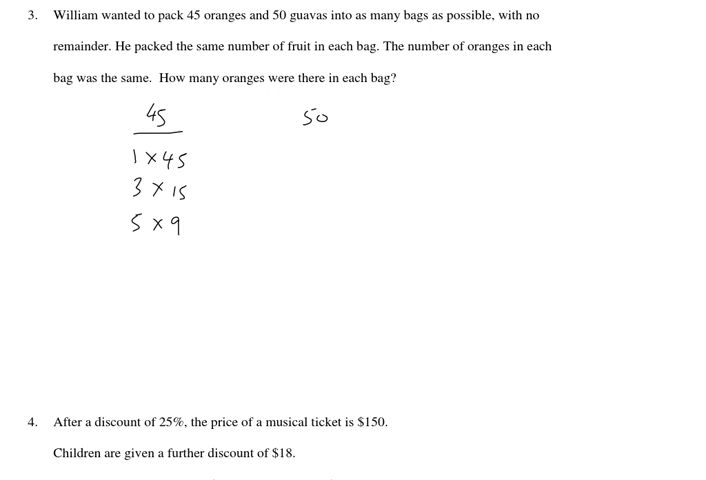 3. William wanted to pack 45 oranges and 50 guavas into as many bags as possible, with no
remainder. He packed the same number of fruit in each bag. The number of oranges in each
bag was the same. How many oranges were there in each bag?
45 50
1 × 45
3 × 15
5 × 9
4. After a discount of 25%, the price of a musical ticket is $150.
Children are given a further discount of $18.